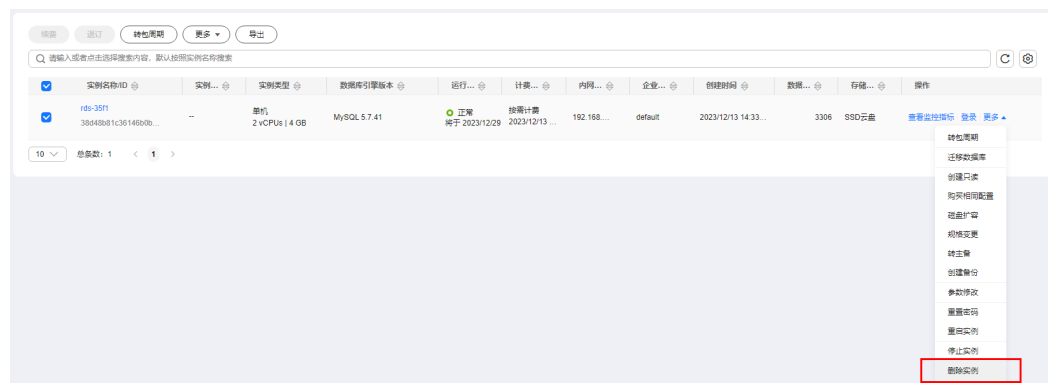 续费 退订 转包周期 更多 导出
请输入或者点击选择搜索内容，默认按照实例名称搜索
实例名称/ID 实例... 实例类型 数据库引擎版本 运行... 计费... 内网... 企业... 创建时间 数据... 存储... 操作
rds-35f1
38d48b81c36146b0b...
--
单机
2 vCPUs | 4 GB
MySQL 5.7.41
正常
将于 2023/12/29
按需计费
2023/12/13 ...
192.168....
default
2023/12/13 14:33...
3306
SSD云盘
查看监控指标 登录 更多
10 总条数: 1 < 1 >
转包周期
迁移数据库
创建只读
购买相同配置
磁盘扩容
规格变更
转主备
创建备份
参数修改
重置密码
重启实例
停止实例
删除实例